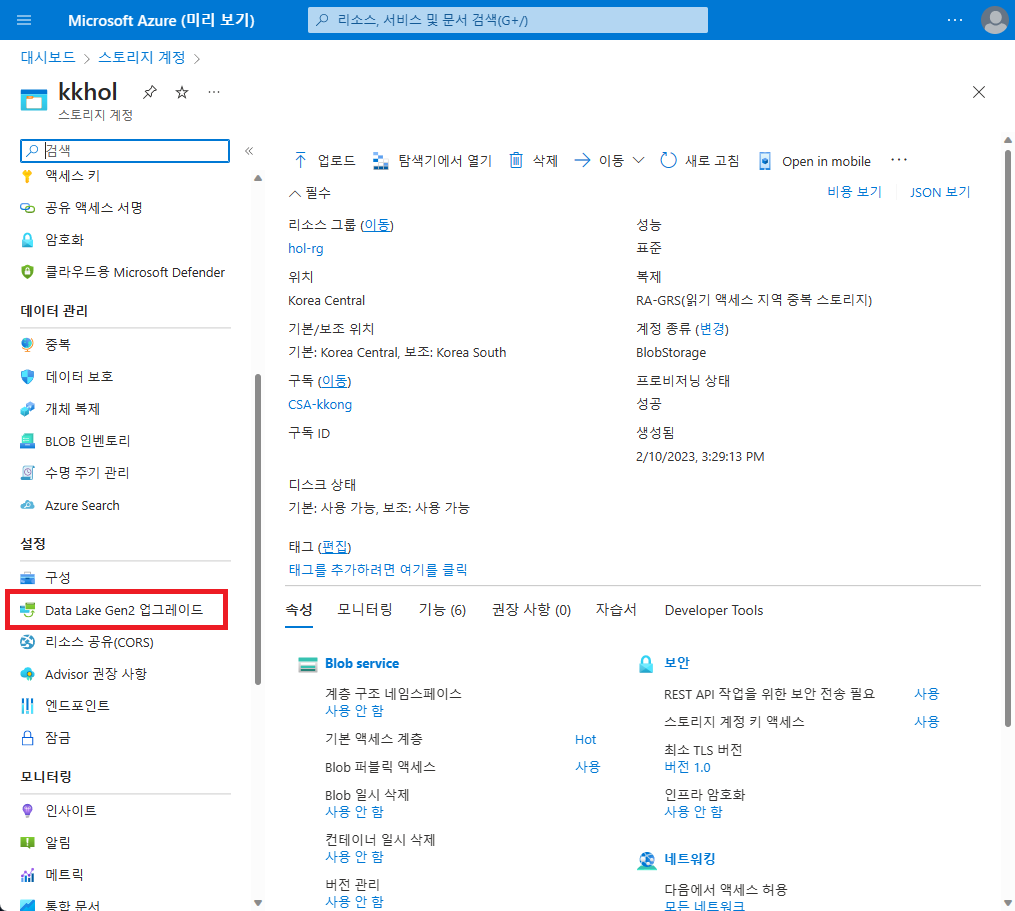 Microsoft Azure (미리 보기)
리소스, 서비스 및 문서 검색(G+/)
대시보드 > 스토리지 계정 >
kkhol
스토리지 계정
검색
액세스 키
공유 액세스 서명
암호화
클라우드용 Microsoft Defender
데이터 관리
중복
데이터 보호
개체 복제
BLOB 인벤토리
수명 주기 관리
Azure Search
설정
구성
Data Lake Gen2 업그레이드
리소스 공유(CORS)
Advisor 권장 사항
엔드포인트
잠금
모니터링
인사이트
알림
메트릭
통합 문서
업로드 탐색기에서 열기 삭제 이동 새로 고침 Open in mobile
필수
비용 보기 JSON 보기
리소스 그룹 (이동)
hol-rg
위치
Korea Central
기본/보조 위치
기본: Korea Central, 보조: Korea South
구독 (이동)
CSA-kkong
구독 ID
디스크 상태
기본: 사용 가능, 보조: 사용 가능
태그 (편집)
태그를 추가하려면 여기를 클릭
성능
표준
복제
RA-GRS(읽기 액세스 지역 중복 스토리지)
계정 종류 (변경)
BlobStorage
프로비저닝 상태
성공
생성됨
2/10/2023, 3:29:13 PM
속성 모니터링 기능 (6) 권장 사항 (0) 자습서 Developer Tools
Blob service
계층 구조 네임스페이스
사용 안 함
기본 액세스 계층 Hot
Blob 퍼블릭 액세스 사용
Blob 일시 삭제
사용 안 함
컨테이너 일시 삭제
사용 안 함
버전 관리
사용 안 함
보안
REST API 작업을 위한 보안 전송 필요 사용
스토리지 계정 키 액세스 사용
최소 TLS 버전
버전 1.0
인프라 암호화
사용 안 함
네트워킹
다음에서 액세스 허용
모든 네트워크